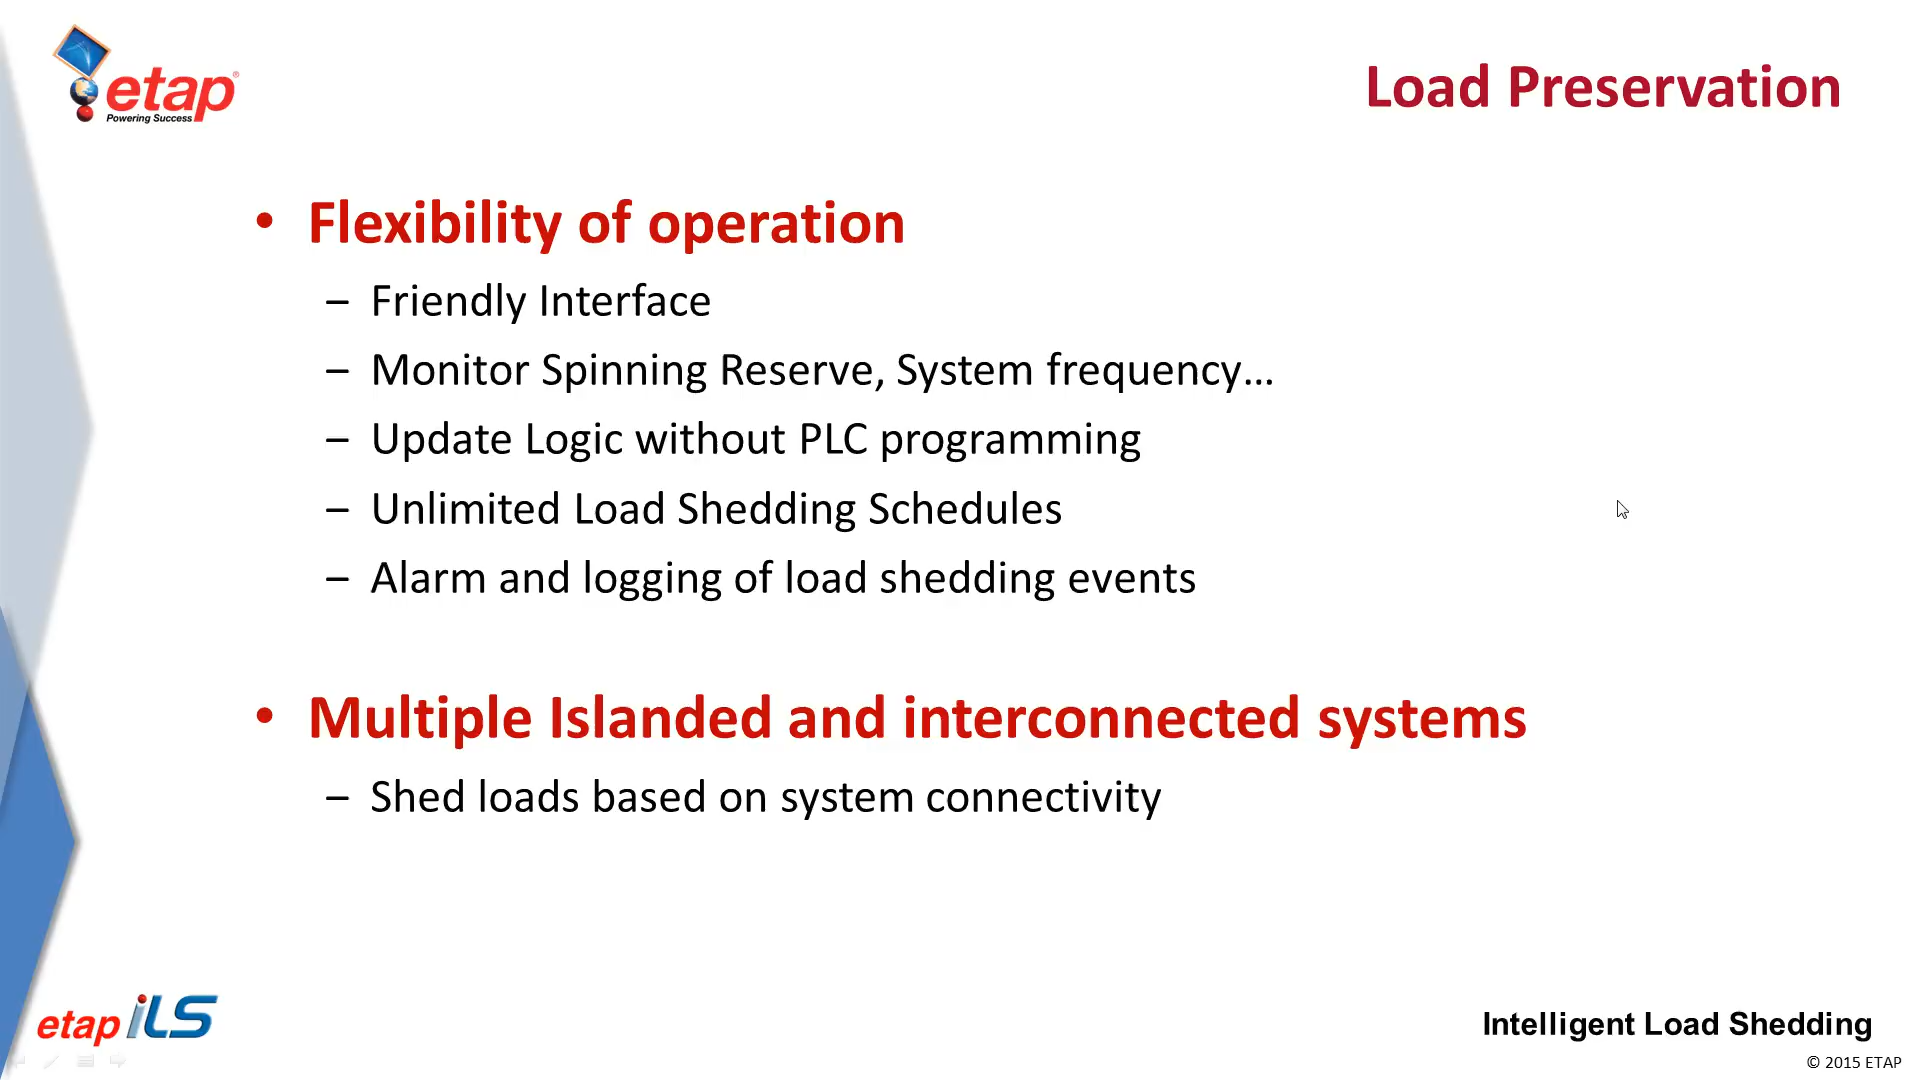 etap®
Powering Success
Load Preservation
• Flexibility of operation
– Friendly Interface
– Monitor Spinning Reserve, System frequency…
– Update Logic without PLC programming
– Unlimited Load Shedding Schedules
– Alarm and logging of load shedding events
• Multiple Islanded and interconnected systems
– Shed loads based on system connectivity
etap iLS
Intelligent Load Shedding
© 2015 ETAP